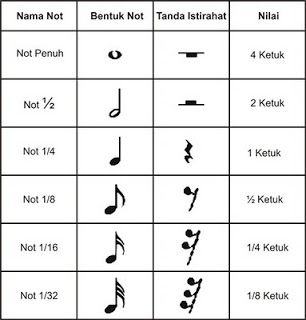 Nama Not Bentuk Not Tanda Istirahat Nilai
Not Penuh 4 Ketuk
Not ½ 2 Ketuk
Not 1/4 1 Ketuk
Not 1/8 ½ Ketuk
Not 1/16 1/4 Ketuk
Not 1/32 1/8 Ketuk